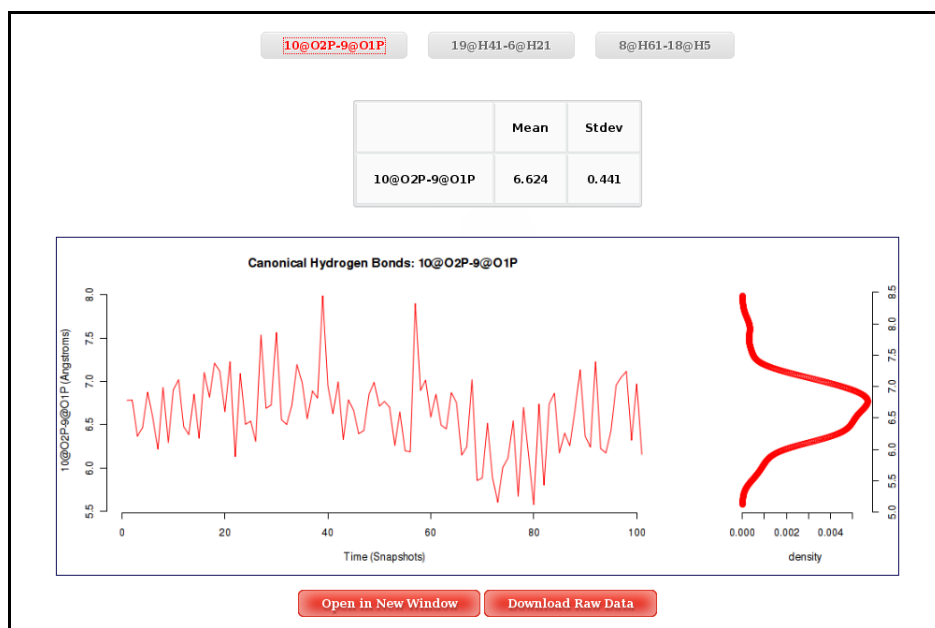 10@O2P-9@O1P 19@H41-6@H21 8@H61-18@H5
Mean Stdev
10@O2P-9@O1P 6.624 0.441
Canonical Hydrogen Bonds: 10@O2P-9@O1P
10@O2P-9@O1P (Angstroms)
8.0
7.5
7.0
6.5
6.0
5.5
0 20 40 60 80 100
Time (Snapshots)
8.5
8.0
7.5
7.0
6.5
6.0
5.5
5.0
0.000 0.002 0.004
density
Open in New Window Download Raw Data